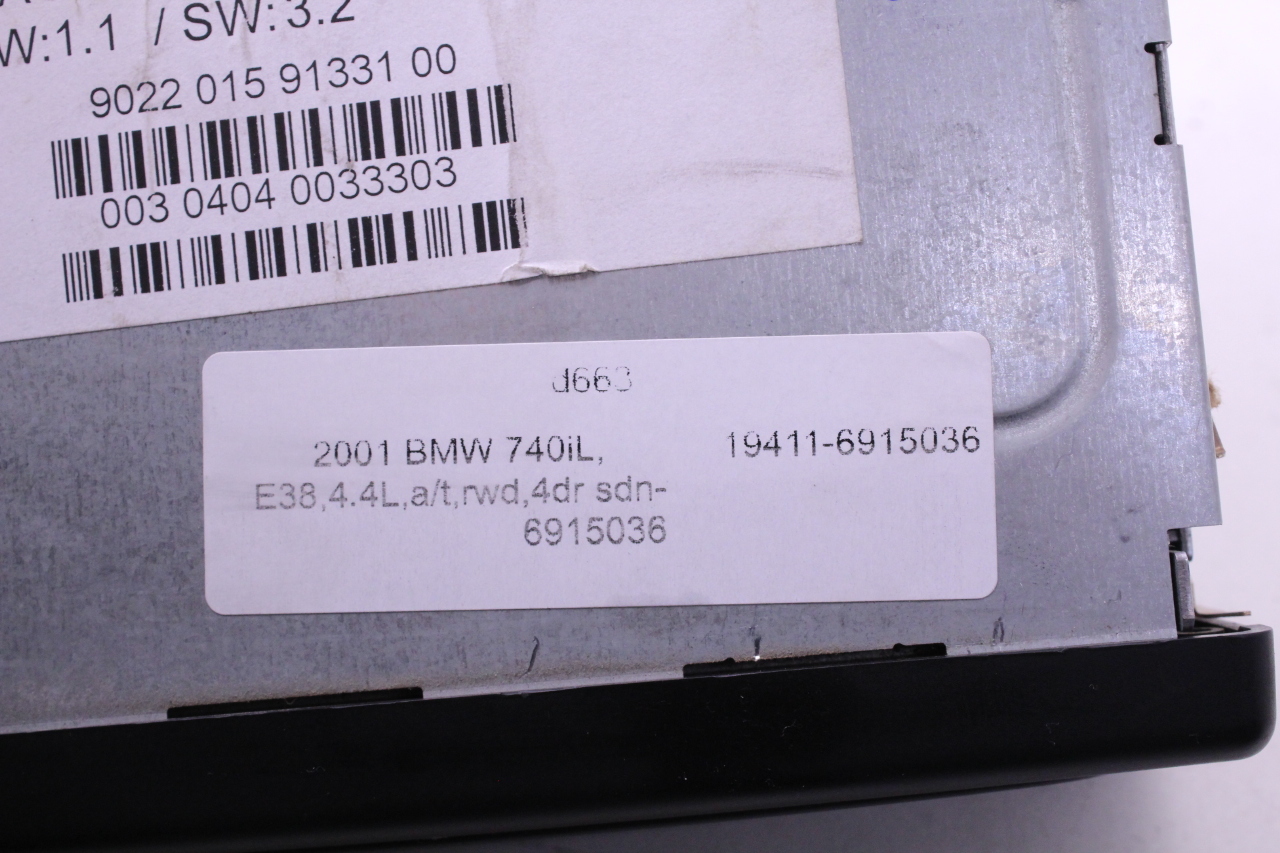 W:1.1 / SW:3.2
9022 015 91331 00
003 0404 0033303
d663
2001 BMW 740iL, 19411-6915036
E38,4.4L,a/t,rwd,4dr sdn-
6915036